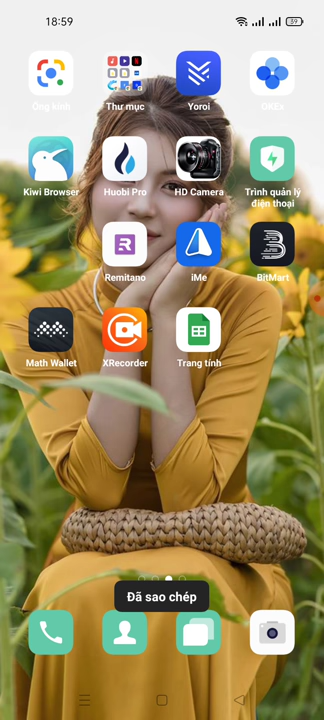 18:59
39
Ống kính
Thư mục
Yoroi
OKEx
Kiwi Browser
Huobi Pro
HD Camera
Trình quản lý
điện thoại
Remitano
iMe
BitMart
Math Wallet
XRecorder
Trang tính
Đã sao chép